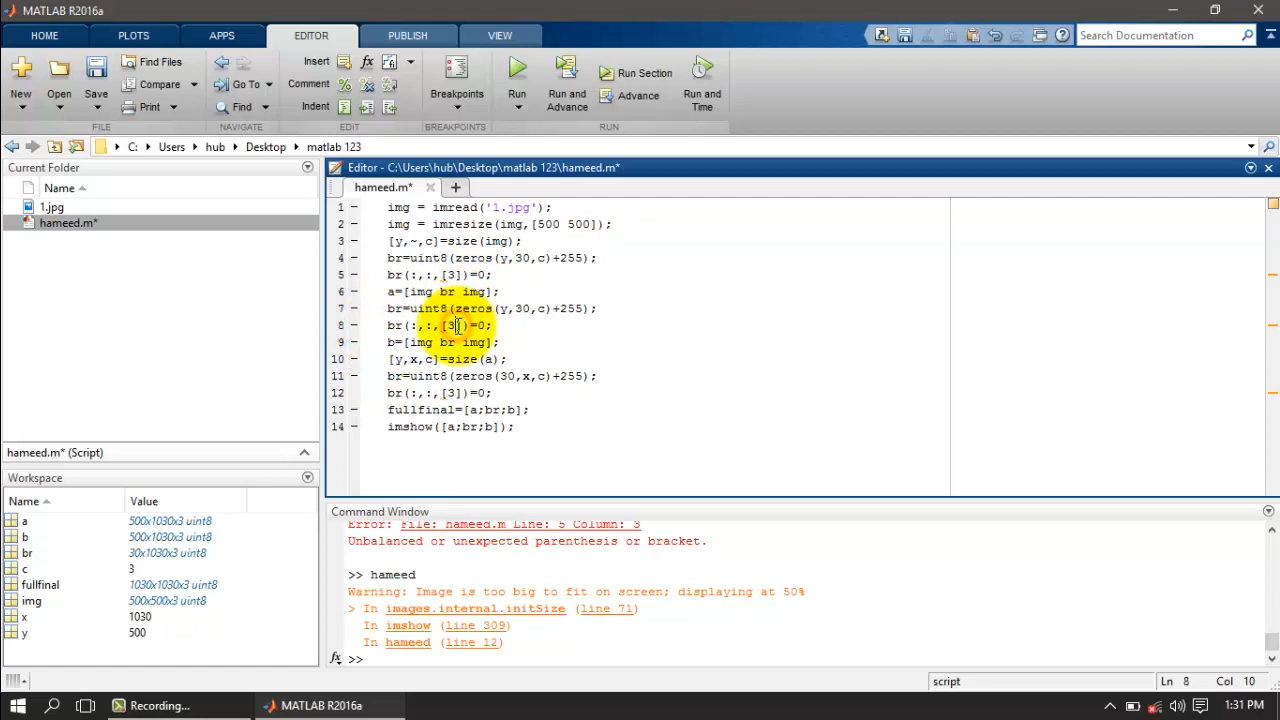 MATLAB R2016a
HOME PLOTS APPS EDITOR PUBLISH VIEW Search Documentation
New Open Save Find Files Compare Print Go To Find Insert fx Comment Indent Breakpoints Run Run and Advance Run Section Advance Run and Time
FILE NAVIGATE EDIT BREAKPOINTS RUN
C: Users hub Desktop matlab 123
Current Folder
Name
1.jpg
hameed.m*
hameed.m* (Script)
Workspace
Name Value
a 500x1030x3 uint8
b 500x1030x3 uint8
br 30x1030x3 uint8
c 3
fullfinal 1030x1030x3 uint8
img 500x500x3 uint8
x 1030
y 500
Editor - C:\Users\hub\Desktop\matlab 123\hameed.m*
hameed.m*
1 img = imread('1.jpg');
2 img = imresize(img,[500 500]);
3 [y,~,c]=size(img);
4 br=uint8(zeros(y,30,c)+255);
5 br(:,:,[3])=0;
6 a=[img br img];
7 br=uint8(zeros(y,30,c)+255);
8 br(:,:,[3])=0;
9 b=[img br img];
10 [y,x,c]=size(a);
11 br=uint8(zeros(30,x,c)+255);
12 br(:,:,[3])=0;
13 fullfinal=[a;br;b];
14 imshow([a;br;b]);
Command Window
Error: File: hameed.m Line: 5 Column: 3
Unbalanced or unexpected parenthesis or bracket.
>> hameed
Warning: Image is too big to fit on screen; displaying at 50%
> In images.internal.initSize (line 71)
In imshow (line 309)
In hameed (line 12)
fx >>
script Ln 8 Col 10
Recording... MATLAB R2016a 1:31 PM